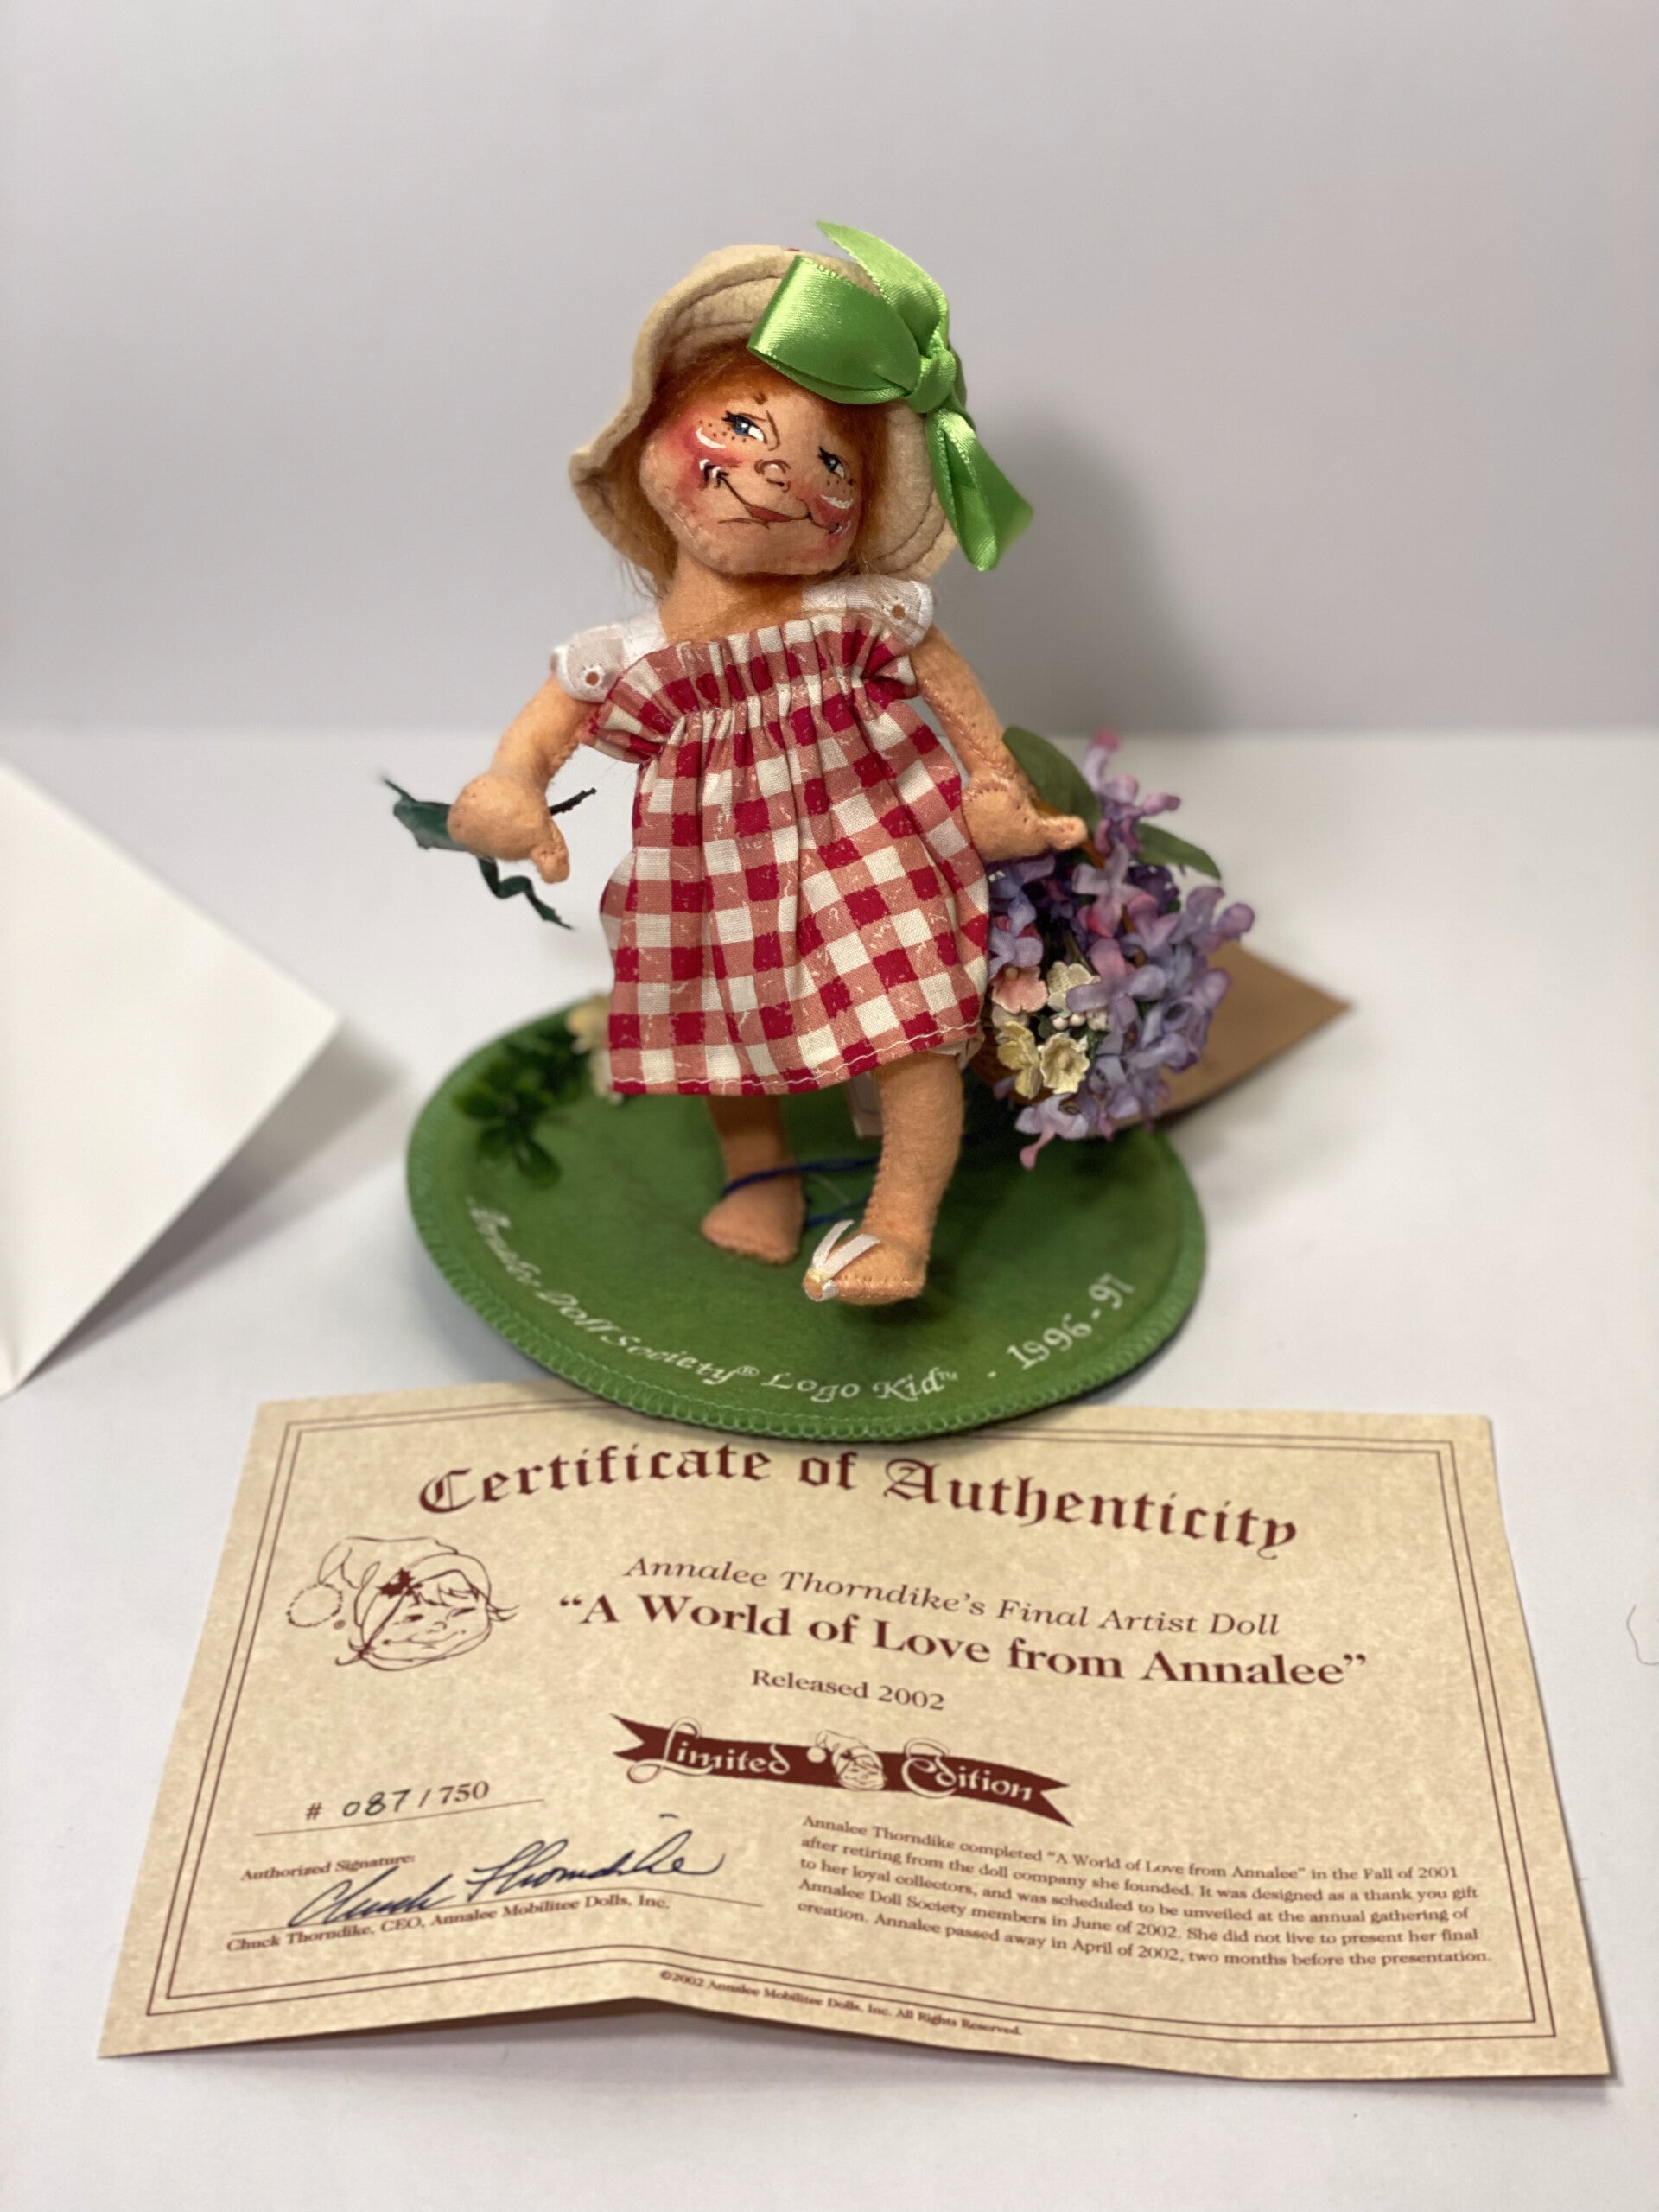 Annalee Doll Society® Logo Kid™ - 1996-97
Certificate of Authenticity
Annalee Thorndike's Final Artist Doll
“A World of Love from Annalee”
Released 2002
Limited Edition
# 087/750
Authorized Signature:
Chuck Thorndike
Chuck Thorndike, CEO, Annalee Mobilitee Dolls, Inc.
Annalee Thorndike completed “A World of Love from Annalee” in the Fall of 2001
after retiring from the doll company she founded. It was designed as a thank you gift
to her loyal collectors, and was scheduled to be unveiled at the annual gathering of
Annalee Doll Society members in June of 2002. She did not live to present her final
creation. Annalee passed away in April of 2002, two months before the presentation.
©2002 Annalee Mobilitee Dolls, Inc. All Rights Reserved.